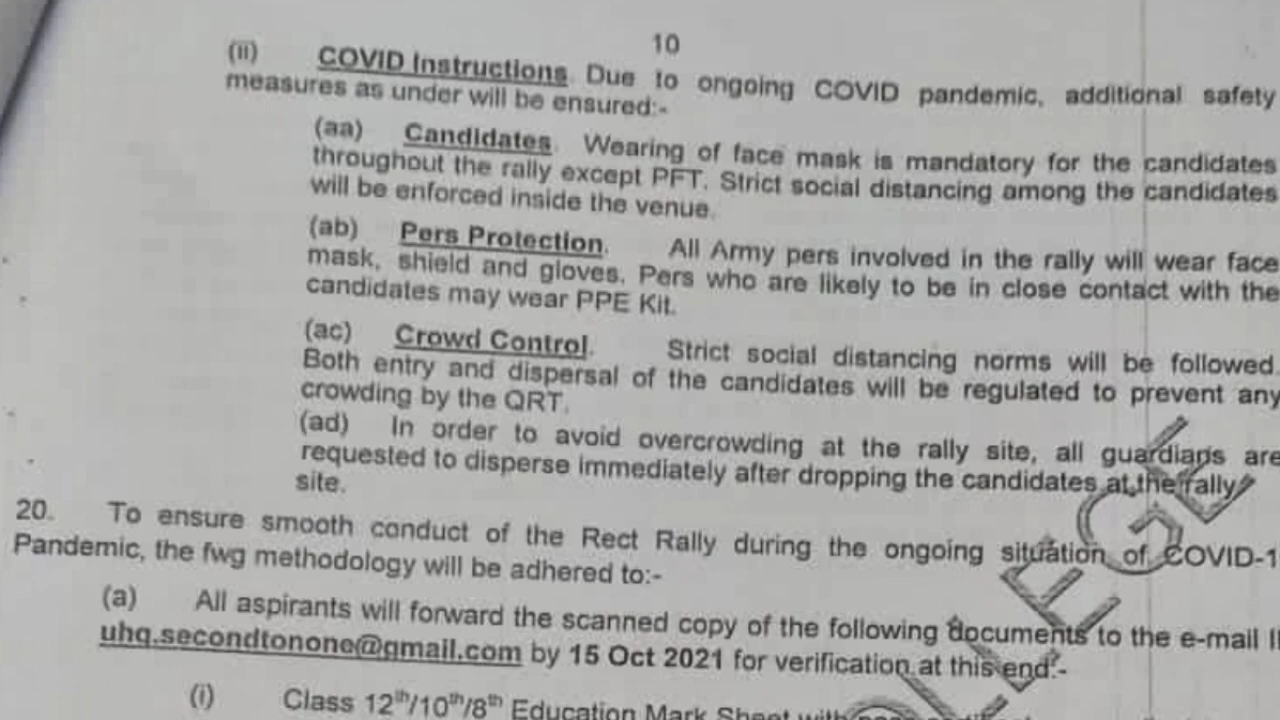 10
(ii) COVID Instructions. Due to ongoing COVID pandemic, additional safety
measures as under will be ensured:-
(aa) Candidates. Wearing of face mask is mandatory for the candidates
throughout the rally except PFT. Strict social distancing among the candidates
will be enforced inside the venue.
(ab) Pers Protection. All Army pers involved in the rally will wear face
mask, shield and gloves. Pers who are likely to be in close contact with the
candidates may wear PPE Kit.
(ac) Crowd Control. Strict social distancing norms will be followed.
Both entry and dispersal of the candidates will be regulated to prevent any
crowding by the QRT.
(ad) In order to avoid overcrowding at the rally site, all guardians are
requested to disperse immediately after dropping the candidates at the rally
site.
20. To ensure smooth conduct of the Rect Rally during the ongoing situation of COVID-1
Pandemic, the fwg methodology will be adhered to:-
(a) All aspirants will forward the scanned copy of the following documents to the e-mail
uhq.secondtonone@gmail.com by 15 Oct 2021 for verification at this end:-
(i) Class 12th/10th/8th Education Mark Sheet with